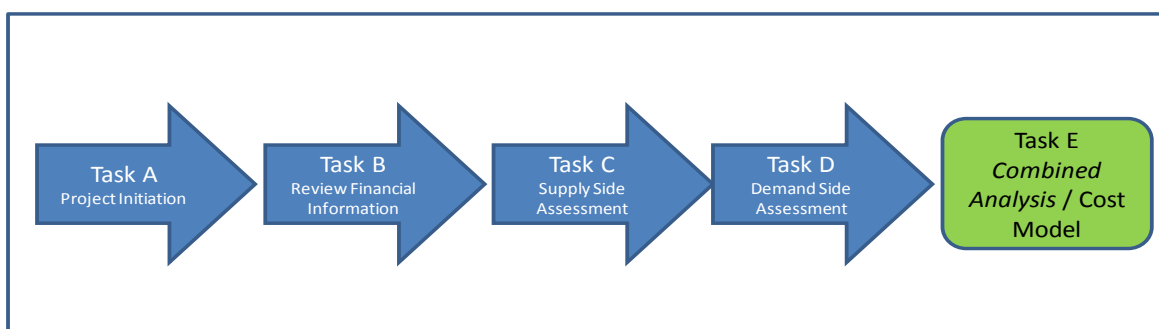 Task A
Project Initiation
Task B
Review Financial
Information
Task C
Supply Side
Assessment
Task D
Demand Side
Assessment
Task E
Combined
Analysis / Cost
Model